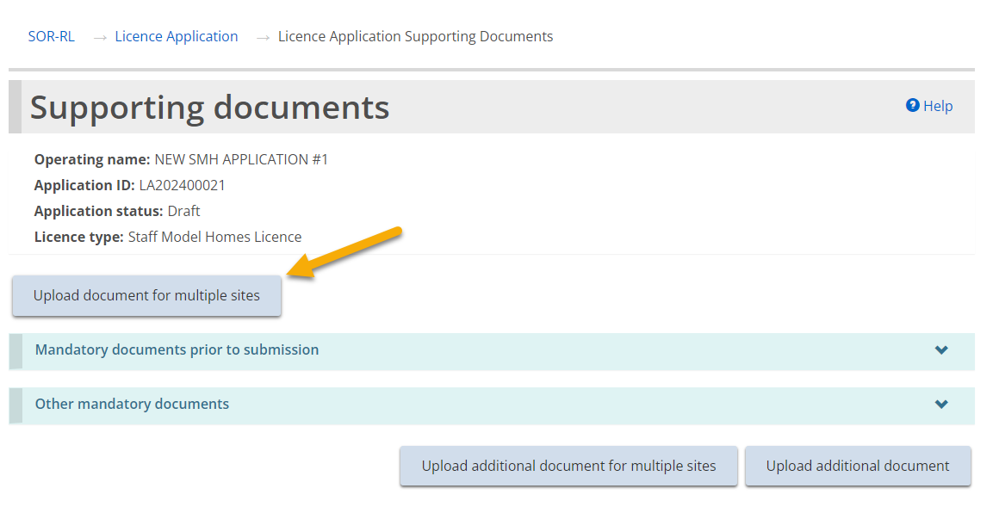 SOR-RL → Licence Application → Licence Application Supporting Documents
Supporting documents
? Help
Operating name: NEW SMH APPLICATION #1
Application ID: LA202400021
Application status: Draft
Licence type: Staff Model Homes Licence
Upload document for multiple sites
Mandatory documents prior to submission
Other mandatory documents
Upload additional document for multiple sites
Upload additional document